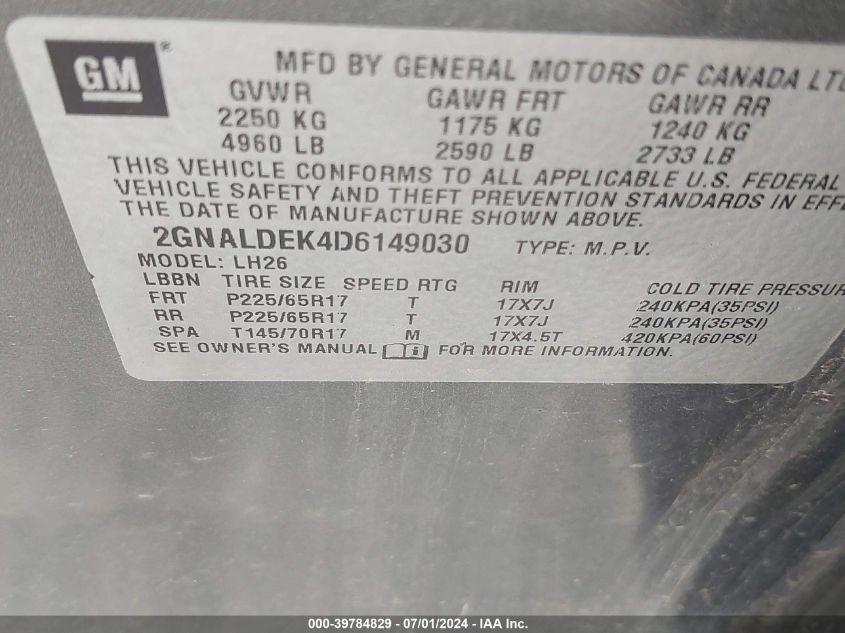 GM®
MFD BY GENERAL MOTORS OF CANADA LTD
GVWR GAWR FRT GAWR RR
2250 KG 1175 KG 1240 KG
4960 LB 2590 LB 2733 LB
THIS VEHICLE CONFORMS TO ALL APPLICABLE U.S. FEDERAL
VEHICLE SAFETY AND THEFT PREVENTION STANDARDS IN EFFE
THE DATE OF MANUFACTURE SHOWN ABOVE.
2GNALDEK4D6149030 TYPE: M.P.V.
MODEL: LH26
LBBN TIRE SIZE SPEED RTG RIM COLD TIRE PRESSUR
FRT P225/65R17 T 17X7J 240KPA(35PSI)
RR P225/65R17 T 17X7J 240KPA(35PSI)
SPA T145/70R17 M 17X4.5T 420KPA(60PSI)
SEE OWNER'S MANUAL i FOR MORE INFORMATION.
000-39784829 - 07/01/2024 - IAA Inc.